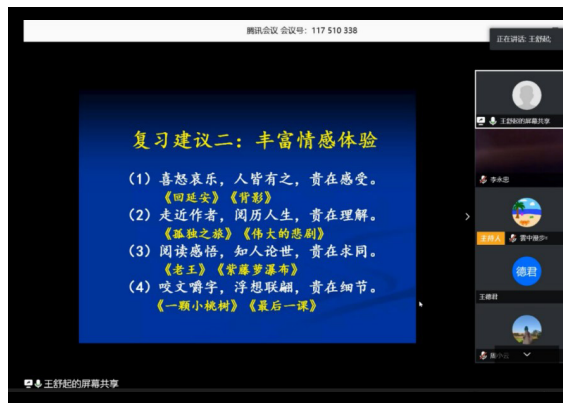 腾讯会议 会议号：117 510 338
正在讲话: 王舒起;
复习建议二：丰富情感体验
（1）喜怒哀乐，人皆有之，贵在感受。
《回延安》《背影》
（2）走近作者，阅历人生，贵在理解。
《孤独之旅》《伟大的悲剧》
（3）阅读感悟，知人论世，贵在求同。
《老王》《紫藤萝瀑布》
（4）咬文嚼字，浮想联翩，贵在细节。
《一颗小桃树》《最后一课》
王舒起的屏幕共享
李永忠
主持人 雲中漫步
德君
王德君
王舒起的屏幕共享